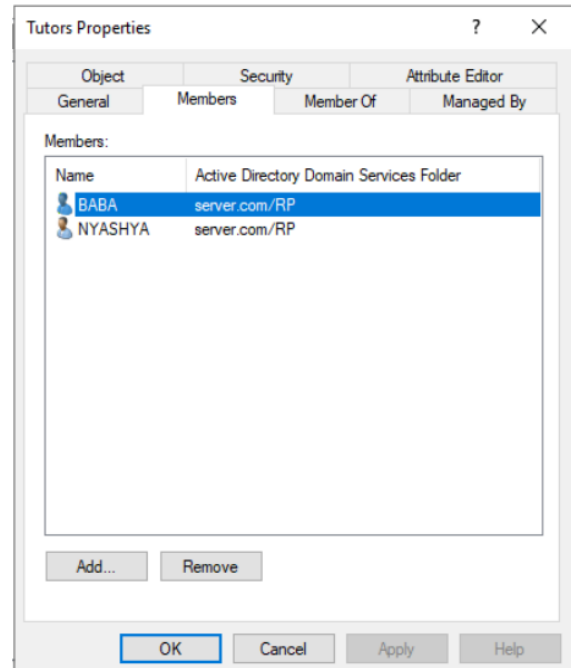 Tutors Properties ? ×
Object Security Attribute Editor
General Members Member Of Managed By
Members:
Name Active Directory Domain Services Folder
BABA server.com/RP
NYASHYA server.com/RP
Add... Remove
OK Cancel Apply Help